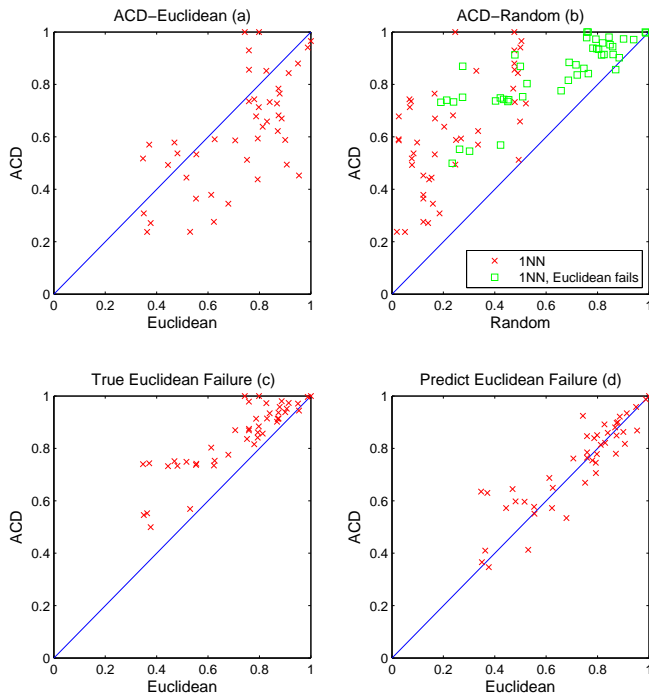 ACD−Euclidean (a)
1
0.8
0.6
0.4
0.2
0
ACD
0 0.2 0.4 0.6 0.8 1
Euclidean
ACD−Random (b)
1
0.8
0.6
0.4
0.2
0
ACD
1NN
1NN, Euclidean fails
0 0.2 0.4 0.6 0.8 1
Random
True Euclidean Failure (c)
1
0.8
0.6
0.4
0.2
0
ACD
0 0.2 0.4 0.6 0.8 1
Euclidean
Predict Euclidean Failure (d)
1
0.8
0.6
0.4
0.2
0
ACD
0 0.2 0.4 0.6 0.8 1
Euclidean